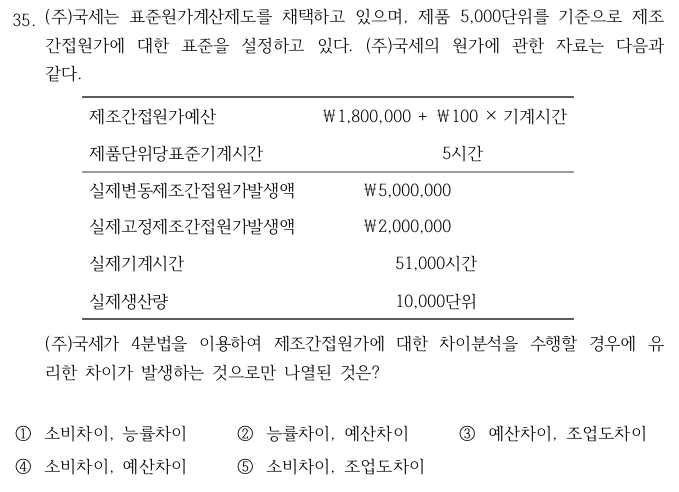 35. (주)국세는 표준원가계산제도를 채택하고 있으며, 제품 5,000단위를 기준으로 제조
간접원가에 대한 표준을 설정하고 있다. (주)국세의 원가에 관한 자료는 다음과
같다.
제조간접원가예산 ₩1,800,000 + ₩100 × 기계시간
제품단위당표준기계시간 5시간
실제변동제조간접원가발생액 ₩5,000,000
실제고정제조간접원가발생액 ₩2,000,000
실제기계시간 51,000시간
실제생산량 10,000단위
(주)국세가 4분법을 이용하여 제조간접원가에 대한 차이분석을 수행할 경우에 유
리한 차이가 발생하는 것으로만 나열된 것은?
① 소비차이, 능률차이 ② 능률차이, 예산차이 ③ 예산차이, 조업도차이
④ 소비차이, 예산차이 ⑤ 소비차이, 조업도차이